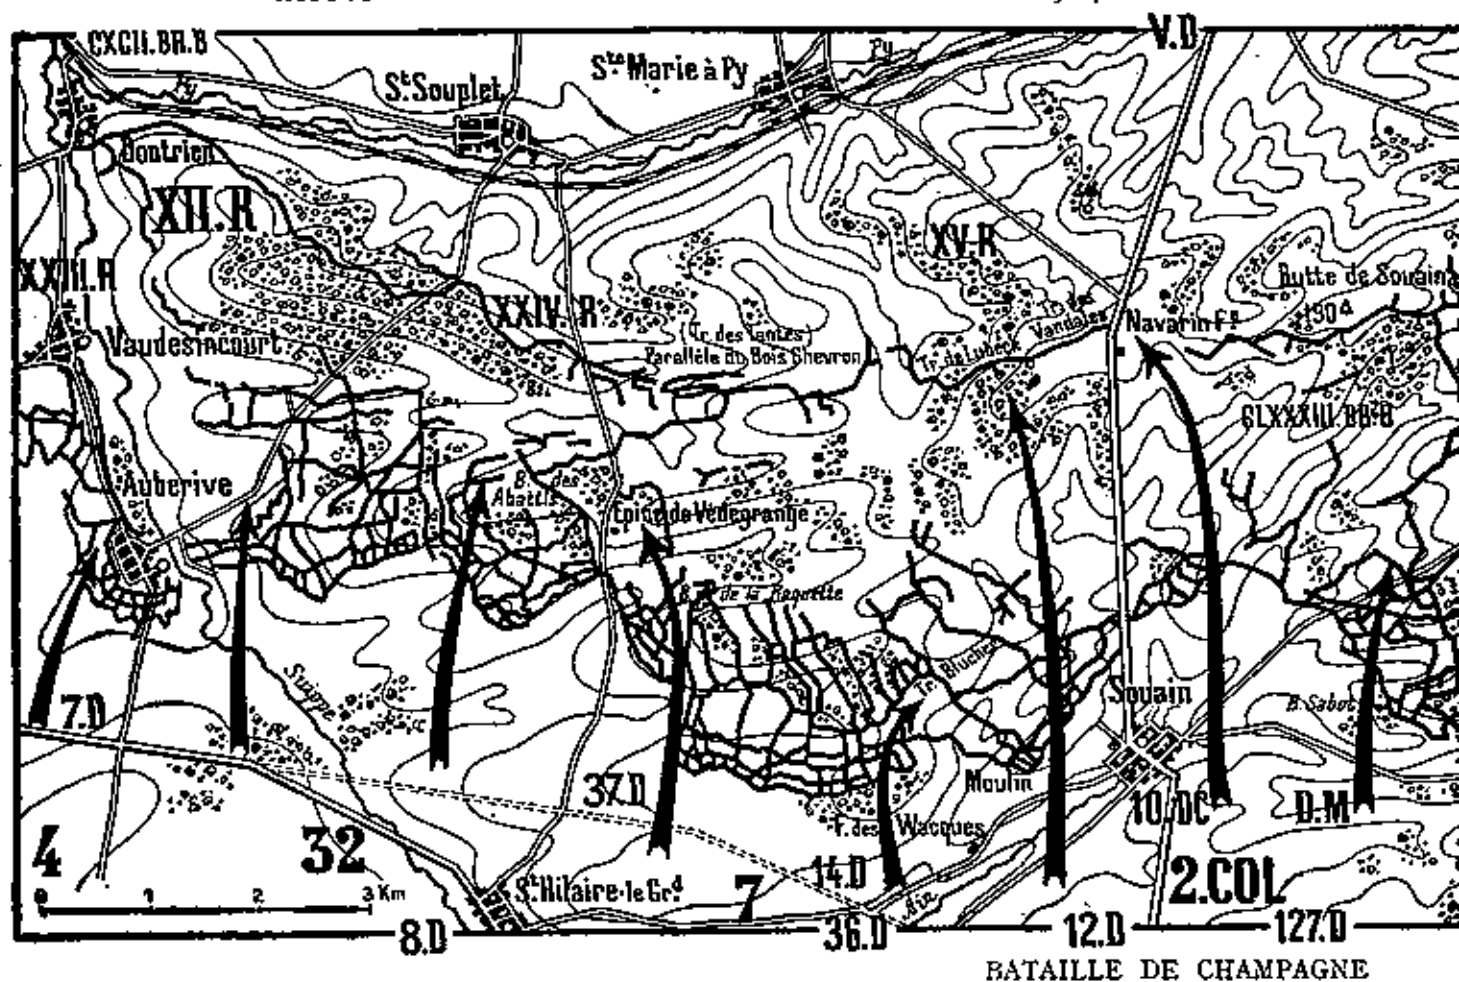 V.D
CXCII.BR.B
Py
Ste Marie à Py
St. Souplet
Py
Dontrien
XII.R
XV.R
XXIII.R
Butte de Souain
XXIV.R
190⁴
Tr. des Vandales
Navarin Fe
Vaudesincourt
(Tr. des Tantes)
Parallèle du Bois Chevron
Tr. de Lubeck
CLXXXIII.BR.B
Auberive
B. des Abattis
Epine de Vedegrange
B. de la Raquette
Suippe
Tr. Blücher
Souain
B. Sabot
7.D
37.D
Moulin
10.DC
D.M
T. des Wacques
4
32
14.D
7
2.COL
0 1 2 3 Km
St Hilaire-le-Grd.
Ain
8.D
36.D
12.D
127.D
BATAILLE DE CHAMPAGNE